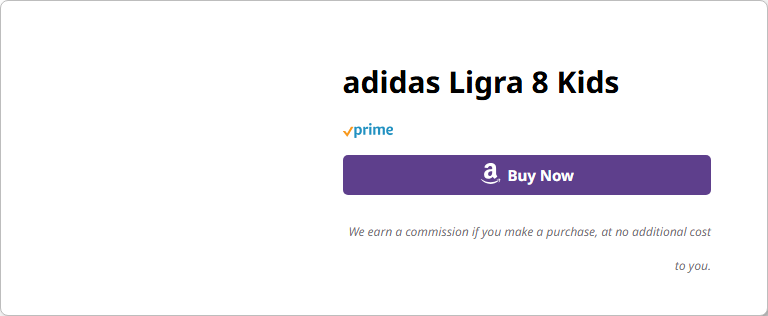 adidas Ligra 8 Kids
prime
a Buy Now
We earn a commission if you make a purchase, at no additional cost
to you.